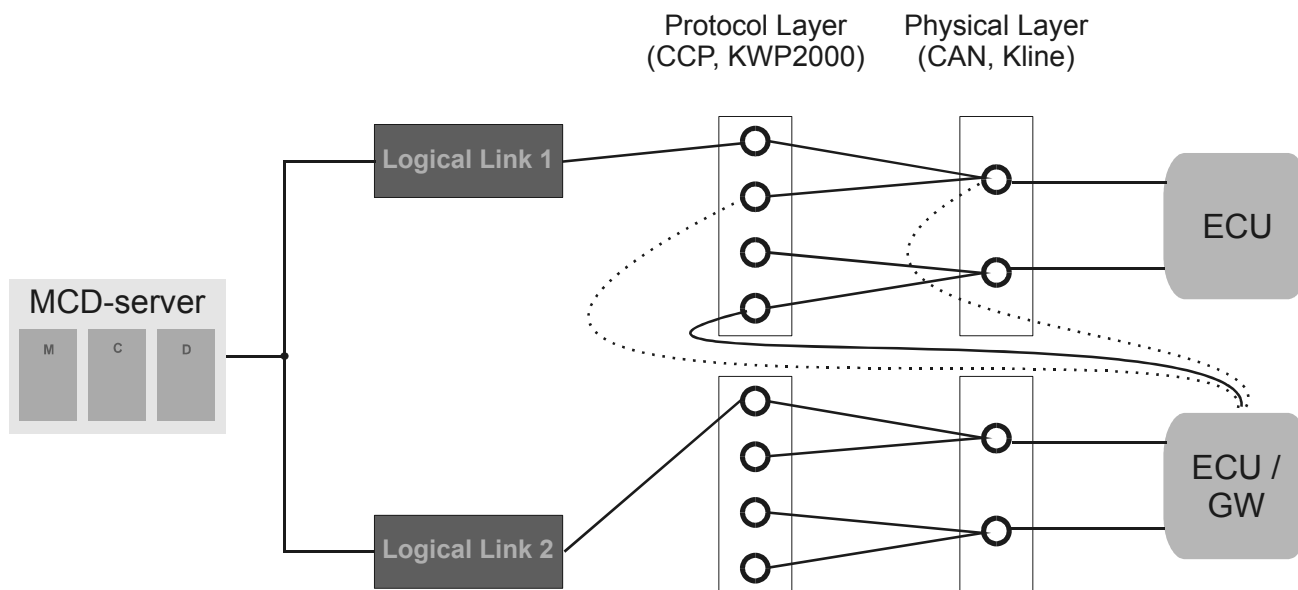 Protocol Layer
(CCP, KWP2000)
Physical Layer
(CAN, Kline)
Logical Link 1
ECU
MCD-server
M
C
D
ECU /
GW
Logical Link 2